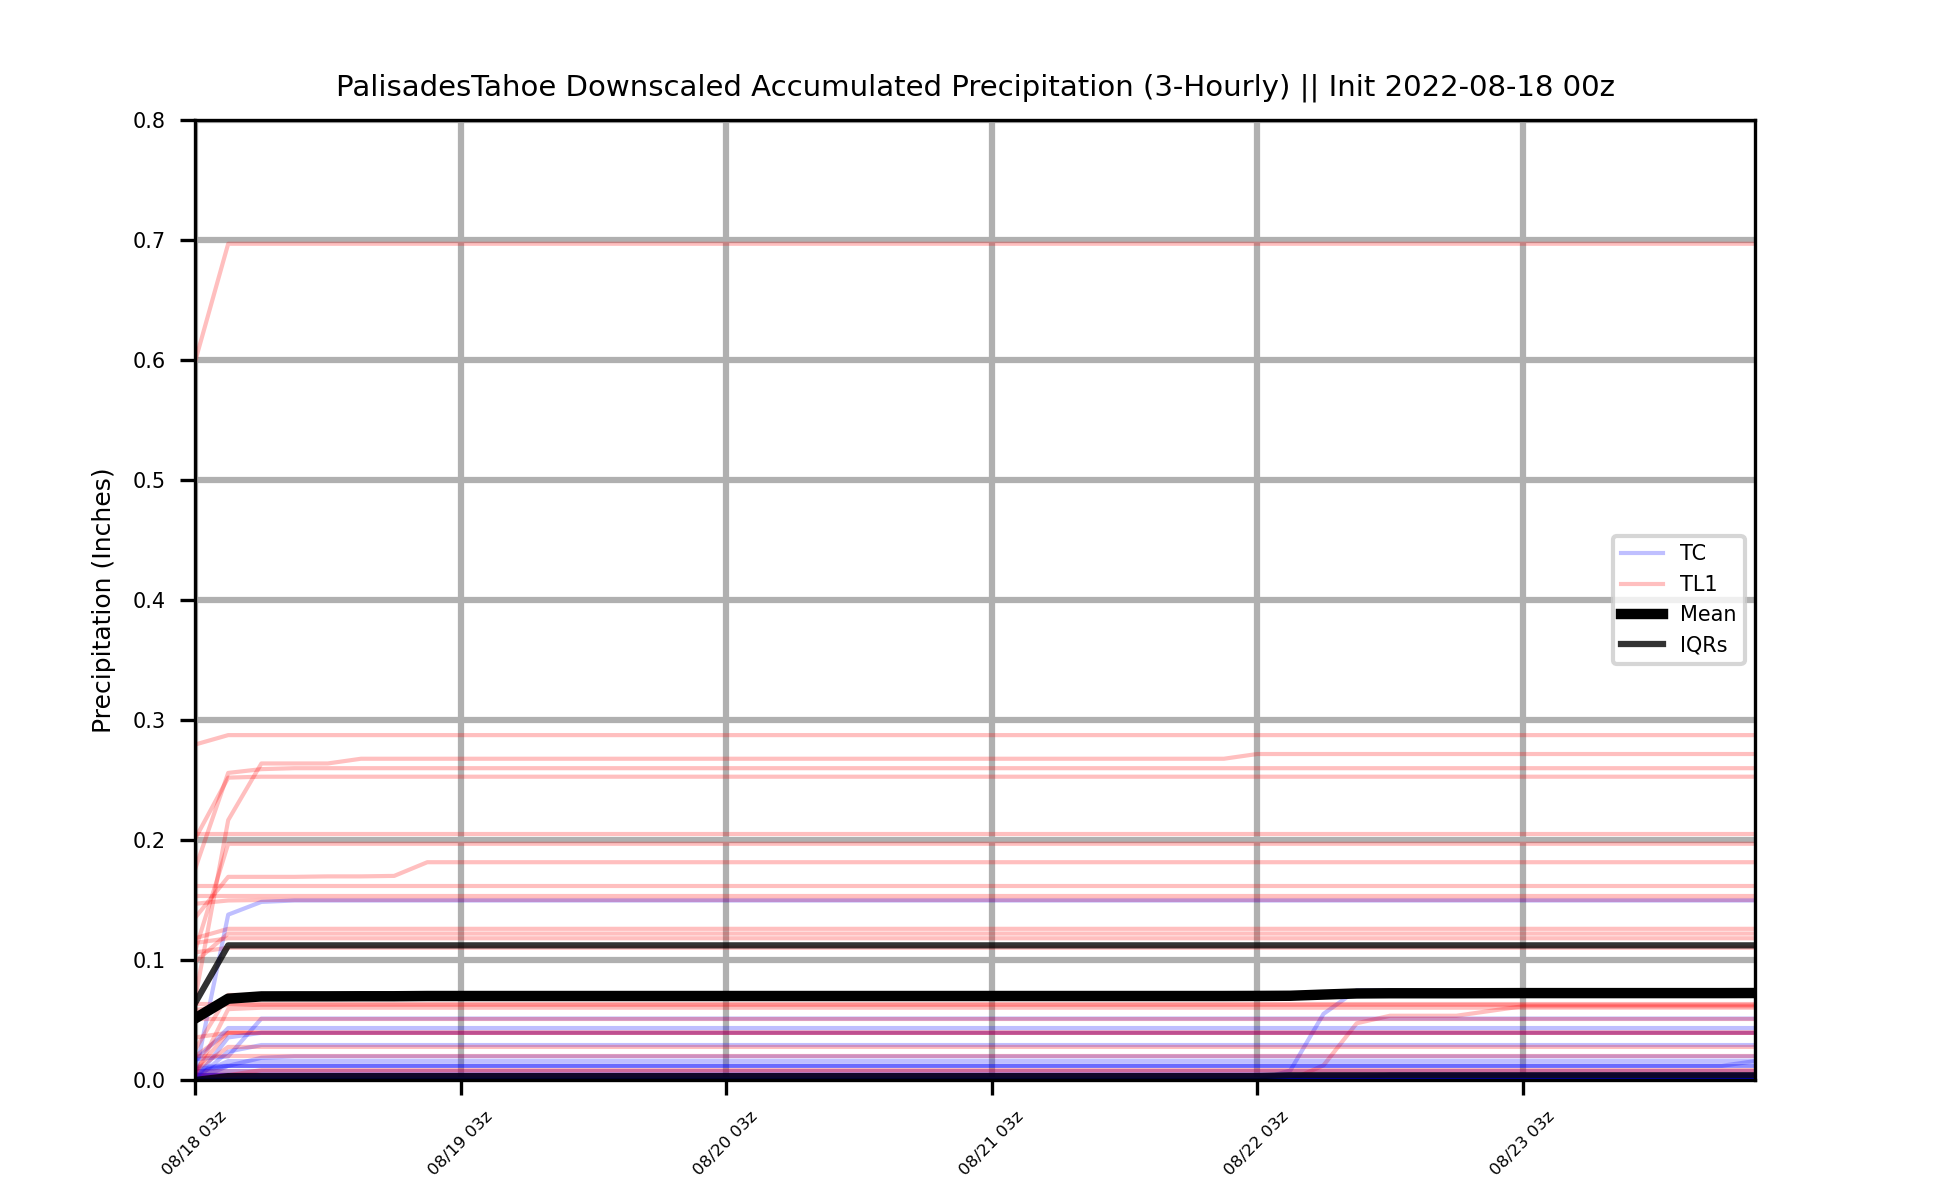 PalisadesTahoe Downscaled Accumulated Precipitation (3-Hourly) || Init 2022-08-18 00z
Precipitation (Inches)
0.8
0.7
0.6
0.5
0.4
0.3
0.2
0.1
0.0
TC
TL1
Mean
IQRs
08/18 03z
08/19 03z
08/20 03z
08/21 03z
08/22 03z
08/23 03z